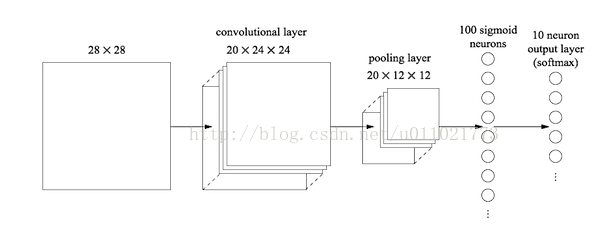 28 × 28
convolutional layer
20 × 24 × 24
pooling layer
20 × 12 × 12
100 sigmoid
neurons
10 neuron
output layer
(softmax)